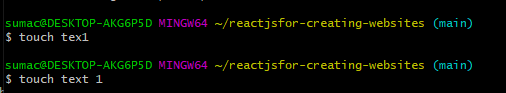 sumac@DESKTOP-AKG6P5D MINGW64 ~/reactjsfor-creating-websites (main)
$ touch tex1
sumac@DESKTOP-AKG6P5D MINGW64 ~/reactjsfor-creating-websites (main)
$ touch text 1